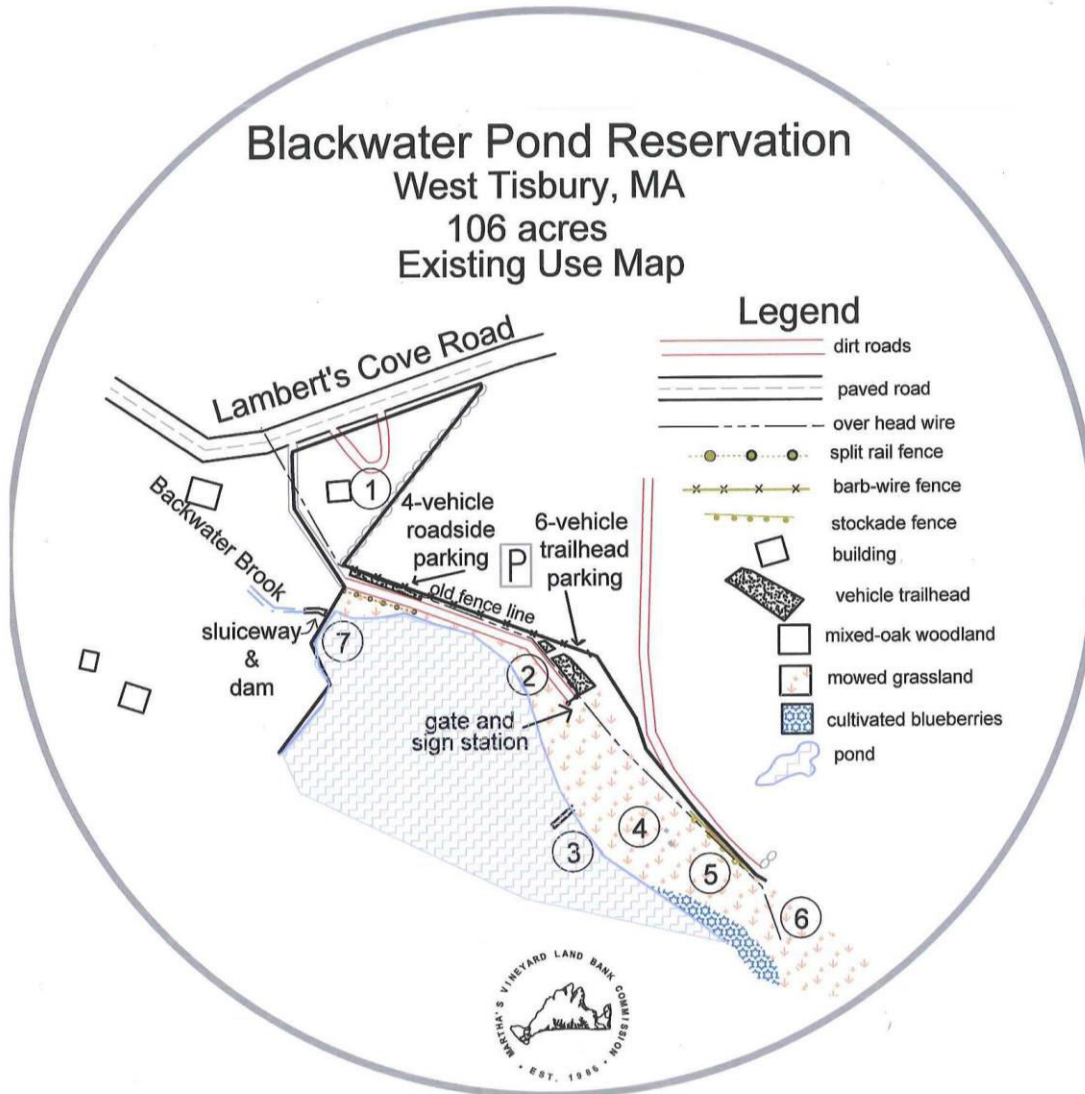 Blackwater Pond Reservation
West Tisbury, MA
106 acres
Existing Use Map
Legend
dirt roads
paved road
over head wire
split rail fence
barb-wire fence
stockade fence
building
vehicle trailhead
mixed-oak woodland
mowed grassland
cultivated blueberries
pond
Lambert's Cove Road
Backwater Brook
1
4-vehicle
roadside
parking
P
6-vehicle
trailhead
parking
old fence line
sluiceway
&
dam
7
2
gate and
sign station
3
4
5
6
MARTHA'S VINEYARD LAND BANK COMMISSION
• EST. 1986 •